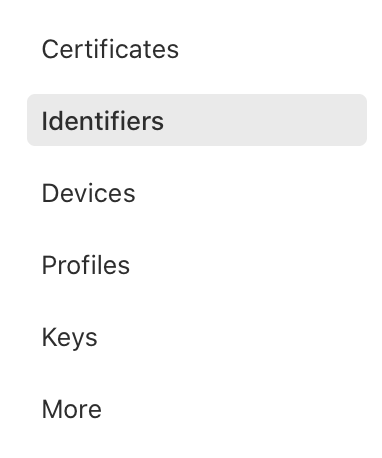 Certificates
Identifiers
Devices
Profiles
Keys
More